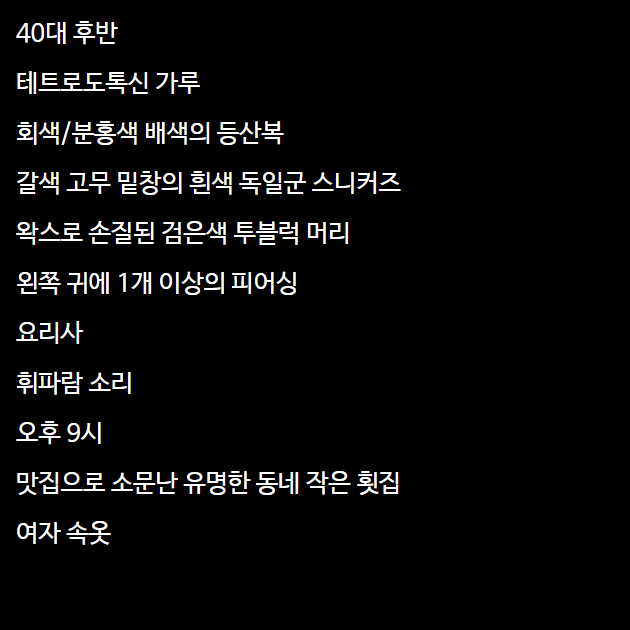 40대 후반
테트로도톡신 가루
회색/분홍색 배색의 등산복
갈색 고무 밑창의 흰색 독일군 스니커즈
왁스로 손질된 검은색 투블럭 머리
왼쪽 귀에 1개 이상의 피어싱
요리사
휘파람 소리
오후 9시
맛집으로 소문난 유명한 동네 작은 횟집
여자 속옷